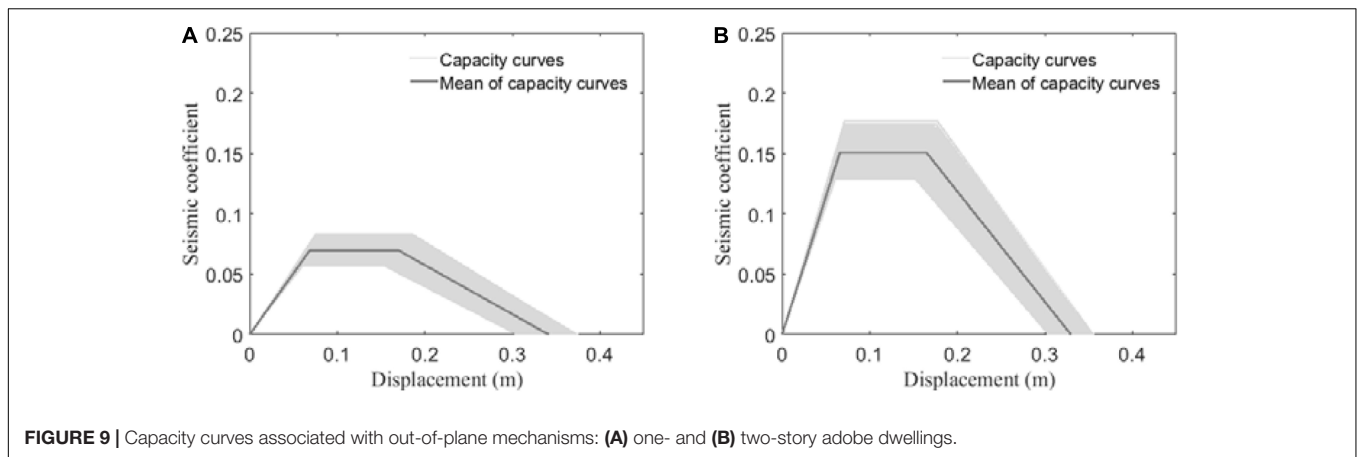 A
0.25
0.2
0.15
0.1
0.05
0
Seismic coefficient
Capacity curves
Mean of capacity curves
0 0.1 0.2 0.3 0.4
Displacement (m)
B
0.25
0.2
0.15
0.1
0.05
0
Seismic coefficient
Capacity curves
Mean of capacity curves
0 0.1 0.2 0.3 0.4
Displacement (m)
FIGURE 9 | Capacity curves associated with out-of-plane mechanisms: (A) one- and (B) two-story adobe dwellings.